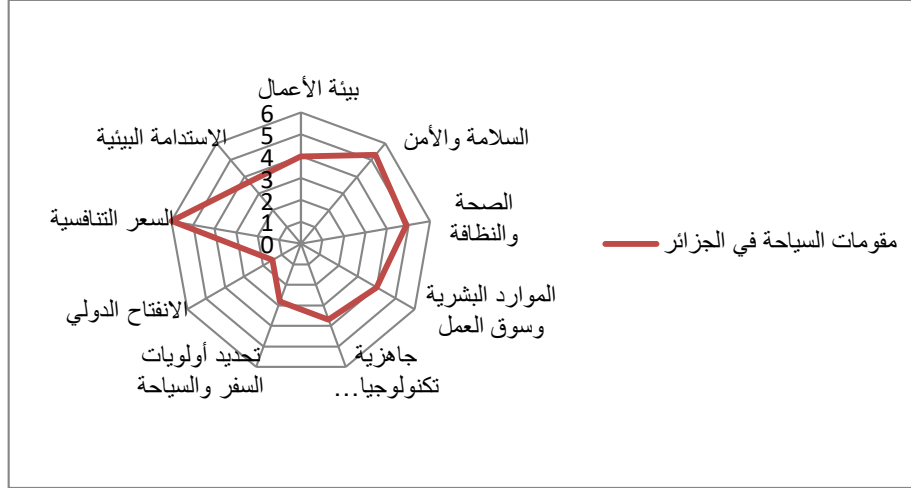 بيئة الأعمال
السلامة والأمن
الصحة
والنظافة
الموارد البشرية
وسوق العمل
جاهزية
تكنولوجيا...
تحديد أولويات
السفر والسياحة
الانفتاح الدولي
السعر التنافسية
الاستدامة البيئية
6
5
4
3
2
1
0
مقومات السياحة في الجزائر